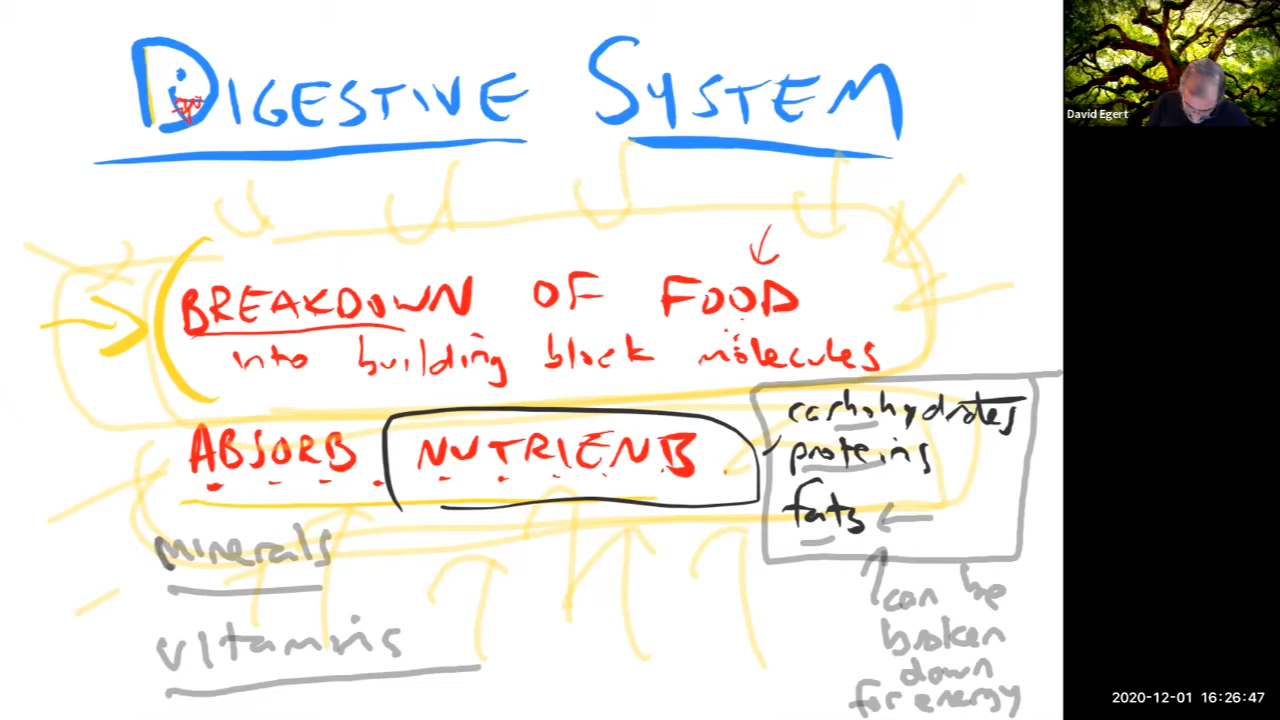 DIGESTIVE SYSTEM
David Egert
BREAKDOWN OF FOOD
into building block molecules
ABSORB NUTRIENTS
carbohydrates
proteins
fats
minerals
vitamins
can be
broken
down
for energy
2020-12-01 16:26:47